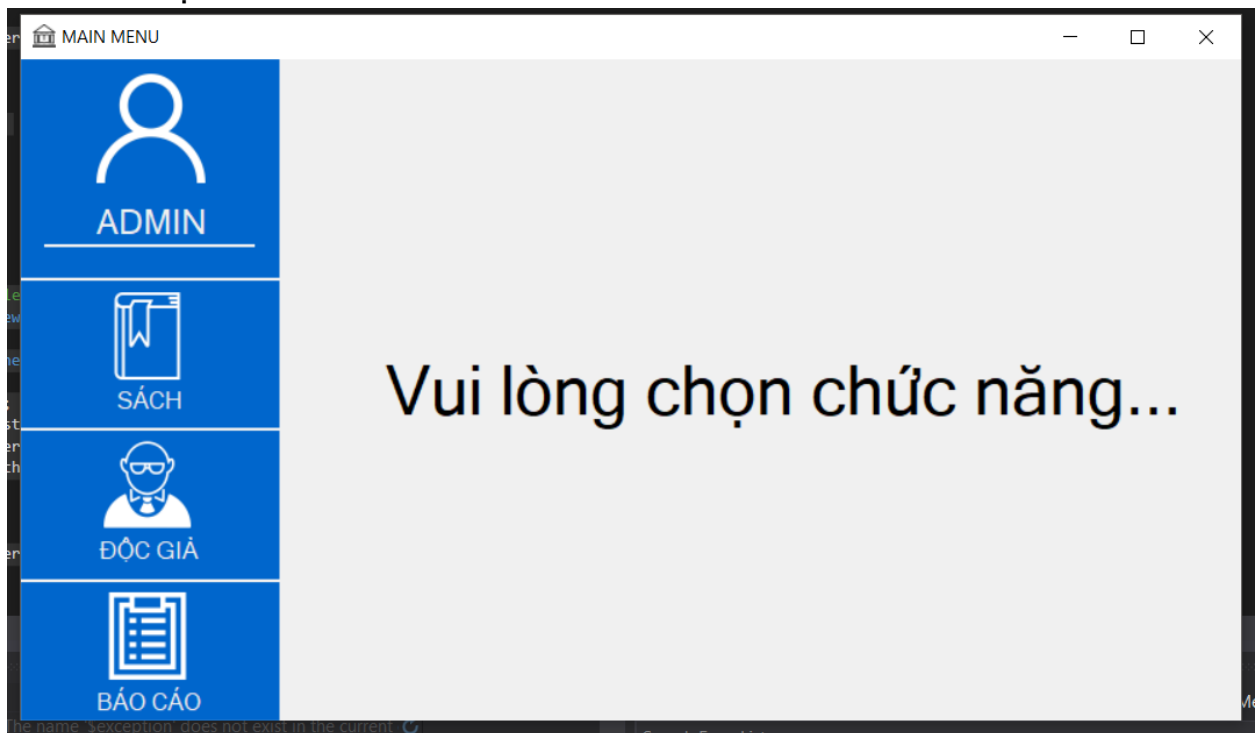 MAIN MENU
ADMIN
SÁCH
Vui lòng chọn chức năng...
ĐỘC GIẢ
BÁO CÁO
The name '$exception' does not exist in the current